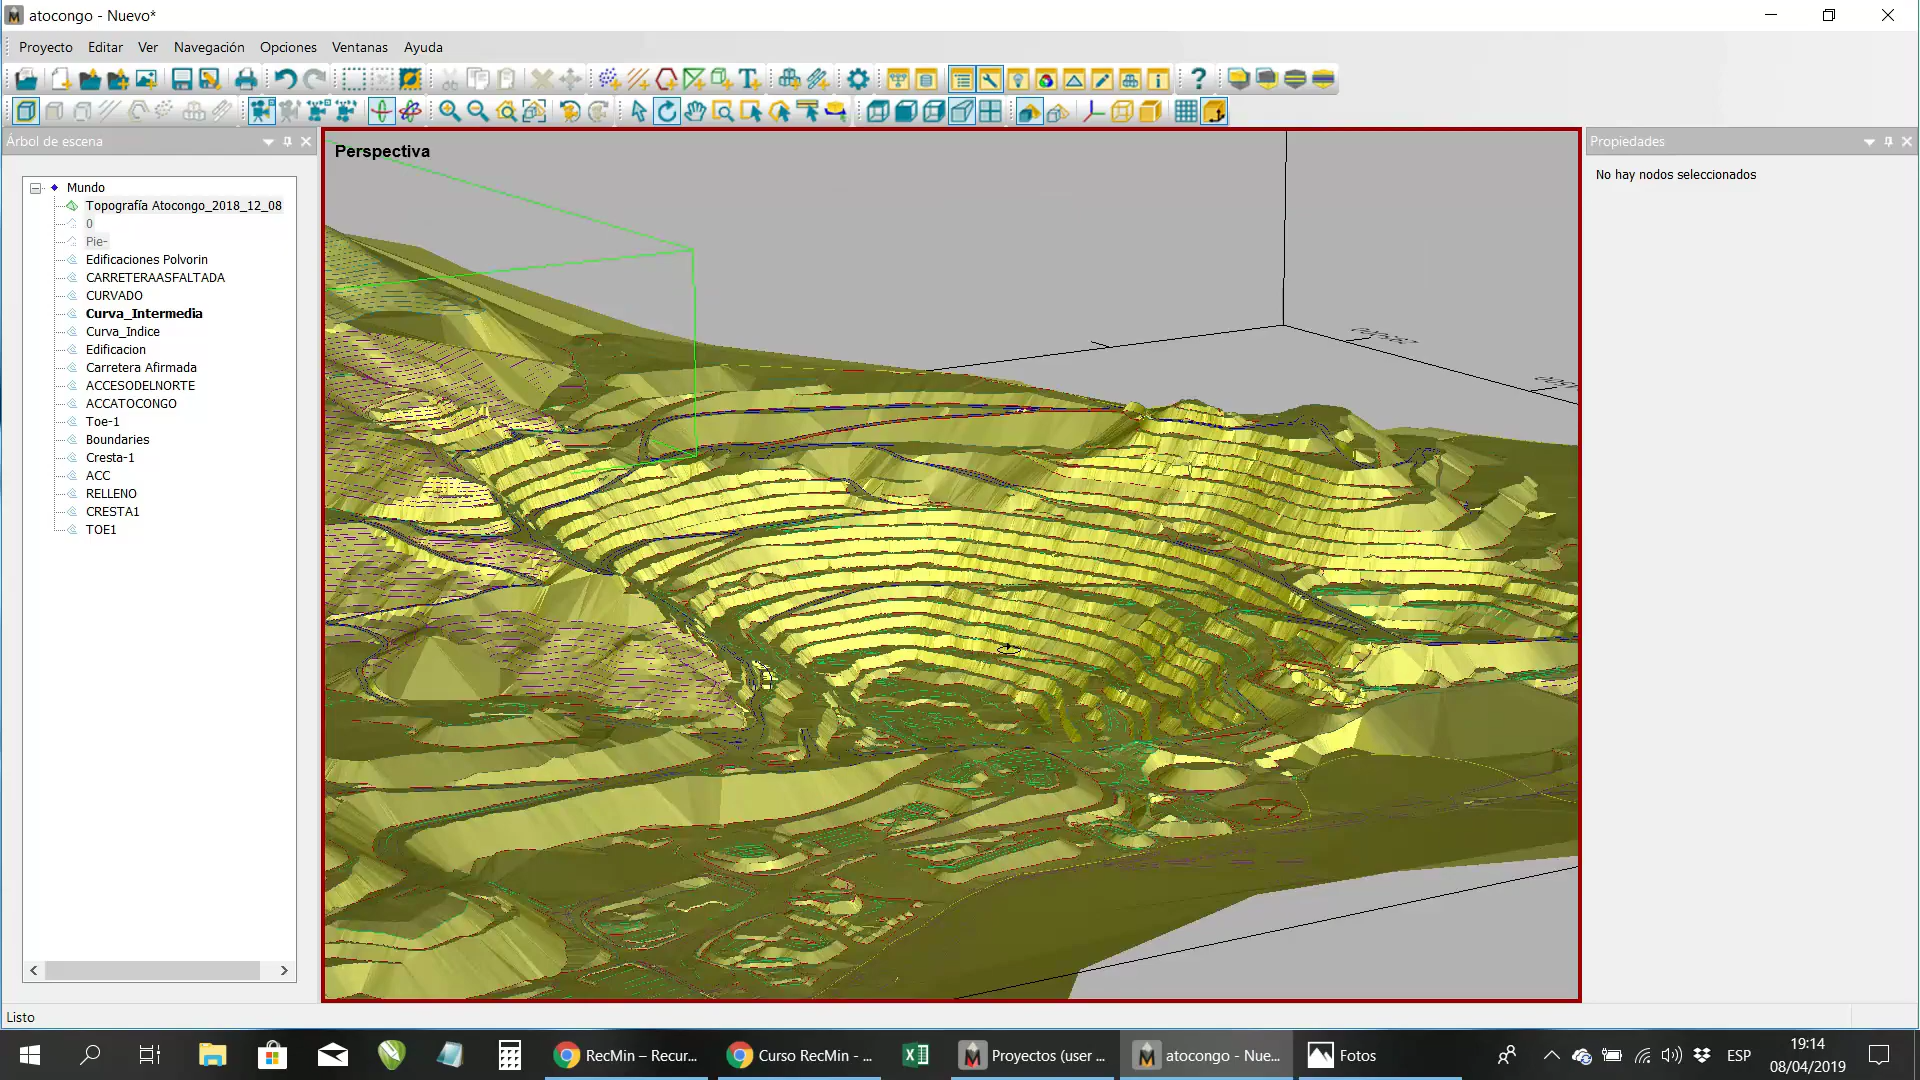 atocongo - Nuevo*
Proyecto Editar Ver Navegación Opciones Ventanas Ayuda
Árbol de escena
Mundo
Topografía Atocongo_2018_12_08
0
Pie-
Edificaciones Polvorin
CARRETERAASFALTADA
CURVADO
Curva_Intermedia
Curva_Indice
Edificacion
Carretera Afirmada
ACCESODELNORTE
ACCATOCONGO
Toe-1
Boundaries
Cresta-1
ACC
RELLENO
CRESTA1
TOE1
Perspectiva
Propiedades
No hay nodos seleccionados
Listo
RecMin – Recur...
Curso RecMin - ...
Proyectos (user ...
atocongo - Nue...
Fotos
ESP
19:14
08/04/2019